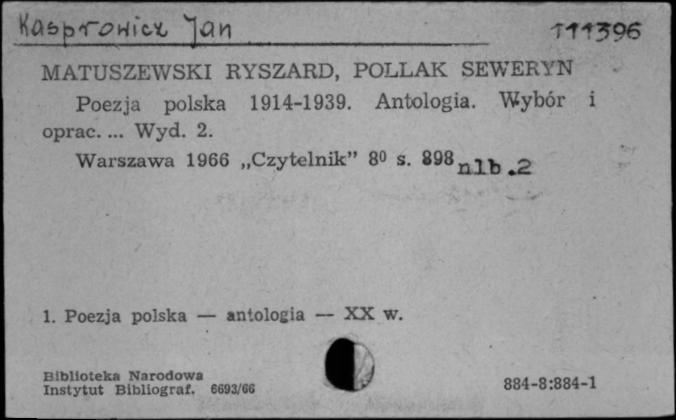 Kasprowicz Jan 111396
MATUSZEWSKI RYSZARD, POLLAK SEWERYN
Poezja polska 1914-1939. Antologia. Wybór i
oprac. ... Wyd. 2.
Warszawa 1966 „Czytelnik” 8⁰ s. 898 nlb. 2
1. Poezja polska — antologia — XX w.
Biblioteka Narodowa
Instytut Bibliograf. 6693/66 884-8:884-1